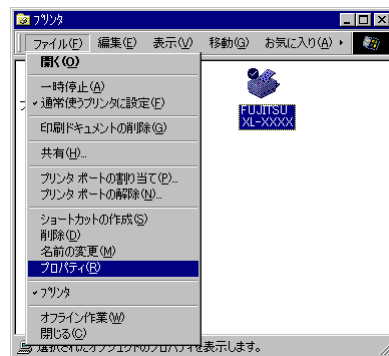 プリンタ
ファイル(F) 編集(E) 表示(V) 移動(G) お気に入り(A)
開く(O)
一時停止(A)
通常使うプリンタに設定(F)
印刷ドキュメントの削除(G)
共有(H)...
プリンタ ポートの割り当て(P)...
プリンタ ポートの解除(N)...
ショートカットの作成(S)
削除(D)
名前の変更(M)
プロパティ(R)
プリンタ
オフライン作業(W)
閉じる(C)
FUJITSU
XL-XXXX
選択されたオブジェクトのプロパティを表示します。